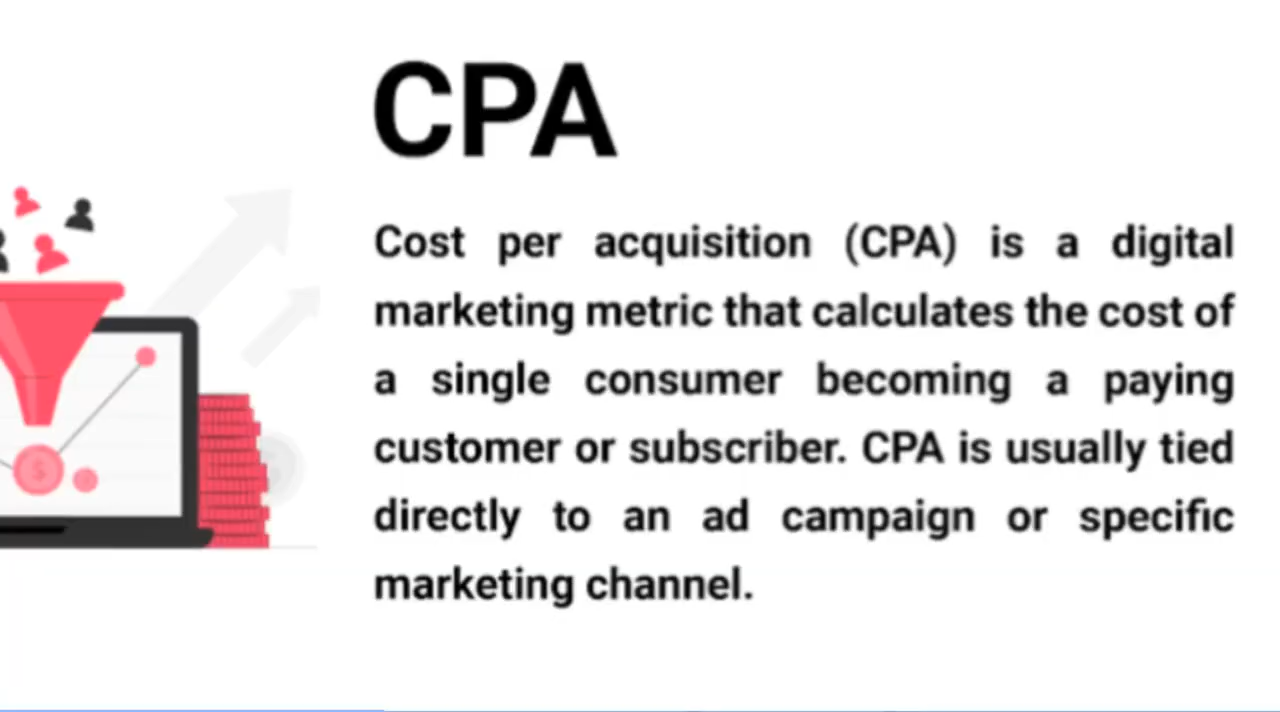 CPA
Cost per acquisition (CPA) is a digital
marketing metric that calculates the cost of
a single consumer becoming a paying
customer or subscriber. CPA is usually tied
directly to an ad campaign or specific
marketing channel.
$